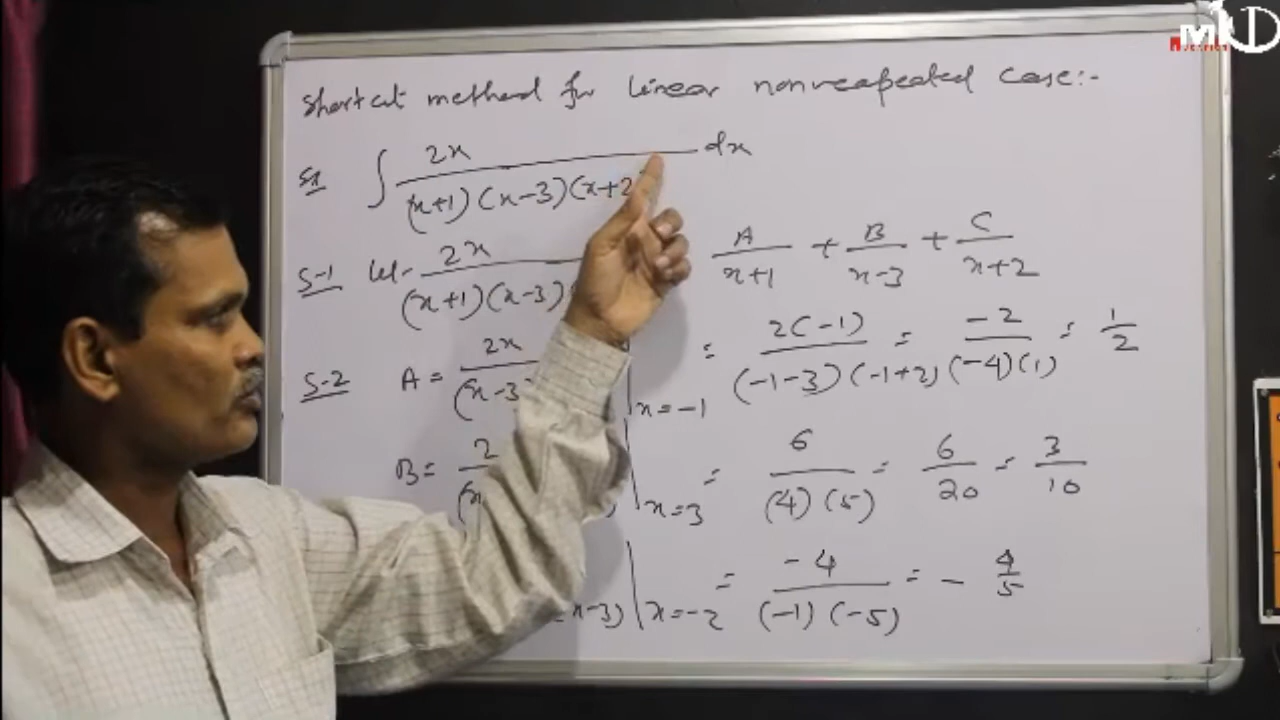 Shortcut method for linear nonreapeated case:-
∫ 2x / (x+1)(x-3)(x+2 dx
S-1 let 2x / (x+1)(x-3) A/(x+1) + B/(x-3) + C/(x+2)
S-2 A = 2x / (x-3) | x=-1 = 2(-1) / (-1-3)(-1+2) = -2 / (-4)(1) = 1/2
B = 2 / (x | x=3 = 6 / (4)(5) = 6/20 = 3/10
x-3) | x=-2 = -4 / (-1)(-5) = - 4/5